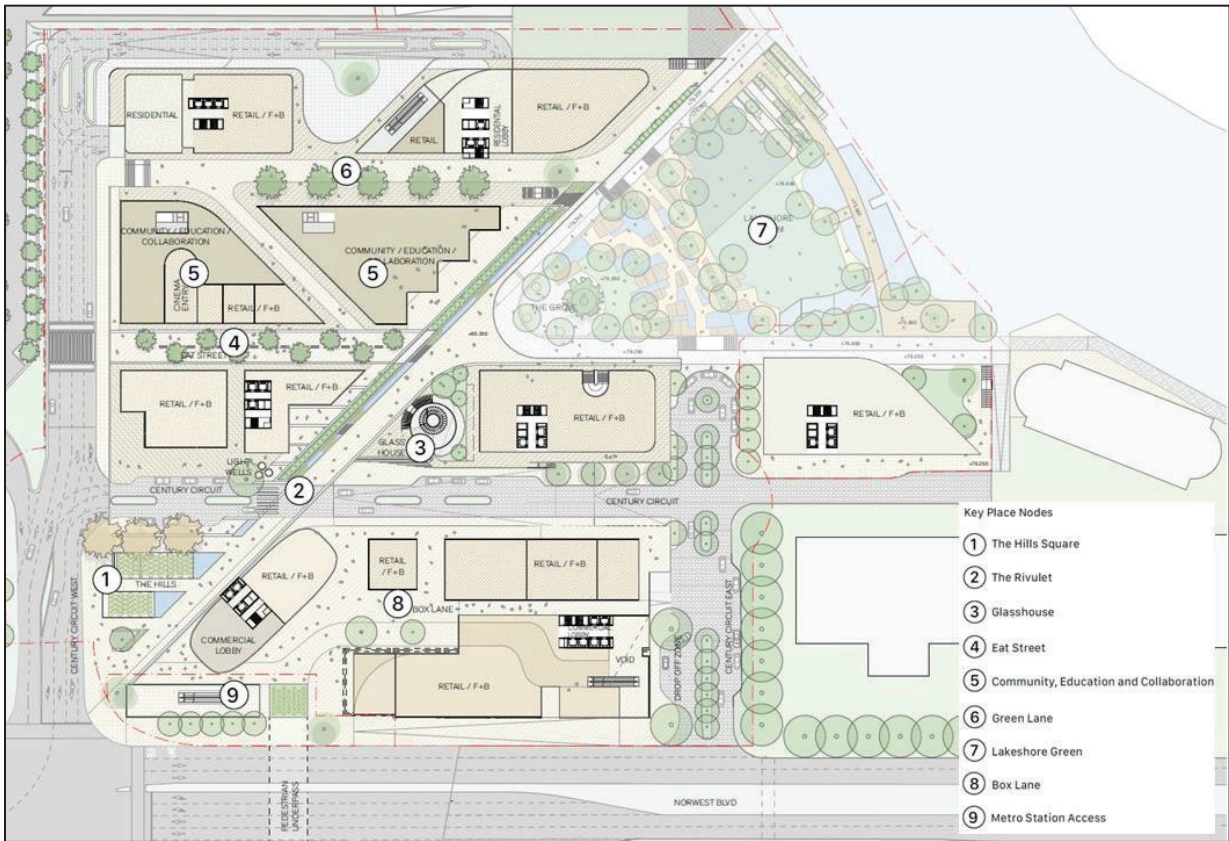 RESIDENTIAL
RETAIL / F+B
RETAIL
RESIDENTIAL LOBBY
RETAIL / F+B
6
COMMUNITY / EDUCATION /
COLLABORATION
5
CINEMA ENTRY
RETAIL / F+B
COMMUNITY / EDUCATION /
COLLABORATION
5
7
THE GROVE
4
EAT STREET
RETAIL / F+B
RETAIL / F+B
GLASS
HOUSE
3
RETAIL / F+B
RETAIL / F+B
LIGHT
WELLS
2
CENTURY CIRCUIT
CENTURY CIRCUIT
1
THE HILLS
CENTURY CIRCUIT WEST
RETAIL / F+B
COMMERCIAL
LOBBY
RETAIL
/ F+B
8
BOX LANE
RETAIL / F+B
COMMERCIAL
LOBBY
VOID
RETAIL / F+B
DROP OFF ZONE
CENTURY CIRCUIT EAST
9
PEDESTRIAN
UNDERPASS
NORWEST BLVD
Key Place Nodes
1 The Hills Square
2 The Rivulet
3 Glasshouse
4 Eat Street
5 Community, Education and Collaboration
6 Green Lane
7 Lakeshore Green
8 Box Lane
9 Metro Station Access